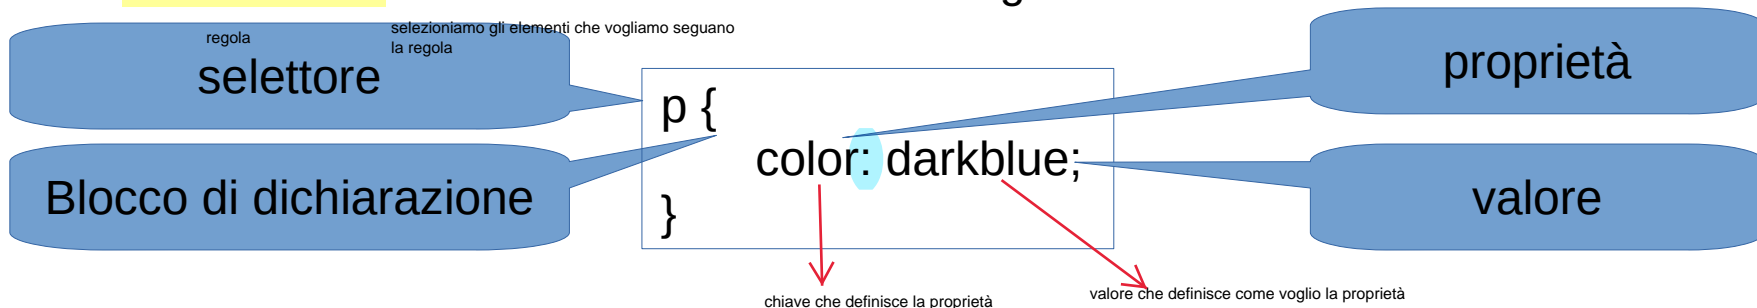 regola
selezioniamo gli elementi che vogliamo seguano
la regola
selettore
proprietà
p {
color: darkblue;
}
Blocco di dichiarazione
valore
chiave che definisce la proprietà
valore che definisce come voglio la proprietà